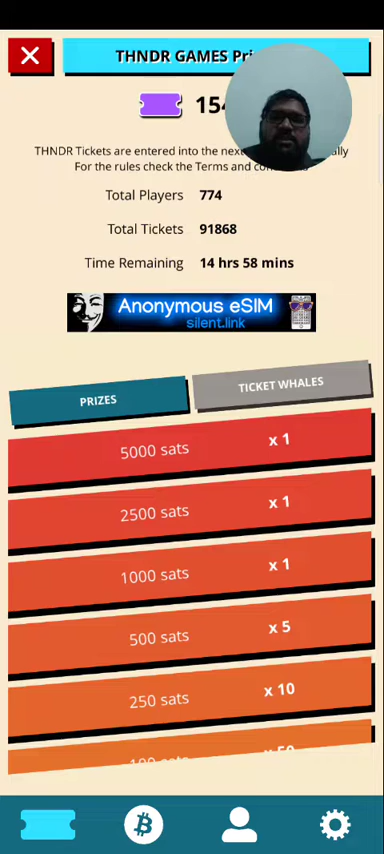 THNDR GAMES
154
THNDR Tickets are entered into the
For the rules check the Terms and
Total Players 774
Total Tickets 91868
Time Remaining 14 hrs 58 mins
Anonymous eSIM
silent.link
PRIZES
TICKET WHALES
5000 sats x 1
2500 sats x 1
1000 sats x 1
500 sats x 5
250 sats x 10